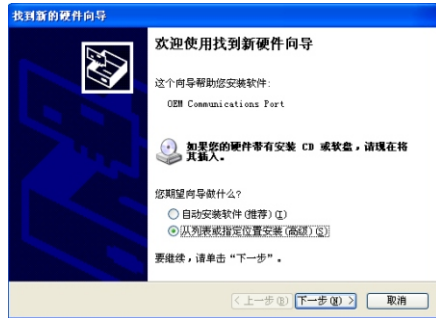 找到新的硬件向导
欢迎使用找到新硬件向导
这个向导帮助您安装软件:
OEM Communications Port
如果您的硬件带有安装 CD 或软盘，请现在将
其插入。
您期望向导做什么?
自动安装软件(推荐)(I)
从列表或指定位置安装(高级)(S)
要继续，请单击“下一步”。
<上一步(B) 下一步(N)> 取消